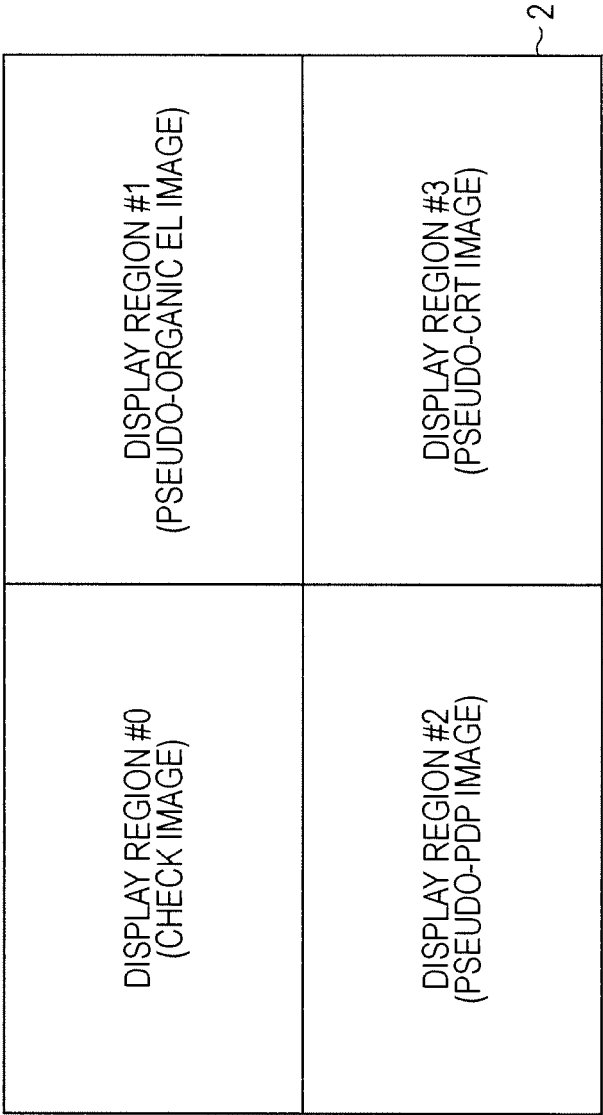 DISPLAY REGION #0
(CHECK IMAGE)
DISPLAY REGION #1
(PSEUDO-ORGANIC EL IMAGE)
DISPLAY REGION #2
(PSEUDO-PDP IMAGE)
DISPLAY REGION #3
(PSEUDO-CRT IMAGE)
2